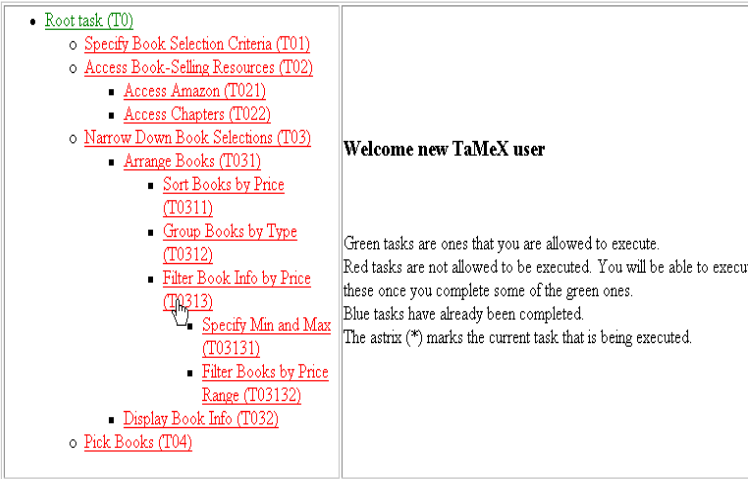 Root task (T0)
Specify Book Selection Criteria (T01)
Access Book-Selling Resources (T02)
Access Amazon (T021)
Access Chapters (T022)
Narrow Down Book Selections (T03)
Arrange Books (T031)
Sort Books by Price
(T0311)
Group Books by Type
(T0312)
Filter Book Info by Price
(T0313)
Specify Min and Max
(T03131)
Filter Books by Price
Range (T03132)
Display Book Info (T032)
Pick Books (T04)
Welcome new TaMeX user
Green tasks are ones that you are allowed to execute.
Red tasks are not allowed to be executed. You will be able to execu
these once you complete some of the green ones.
Blue tasks have already been completed.
The astrix (*) marks the current task that is being executed.